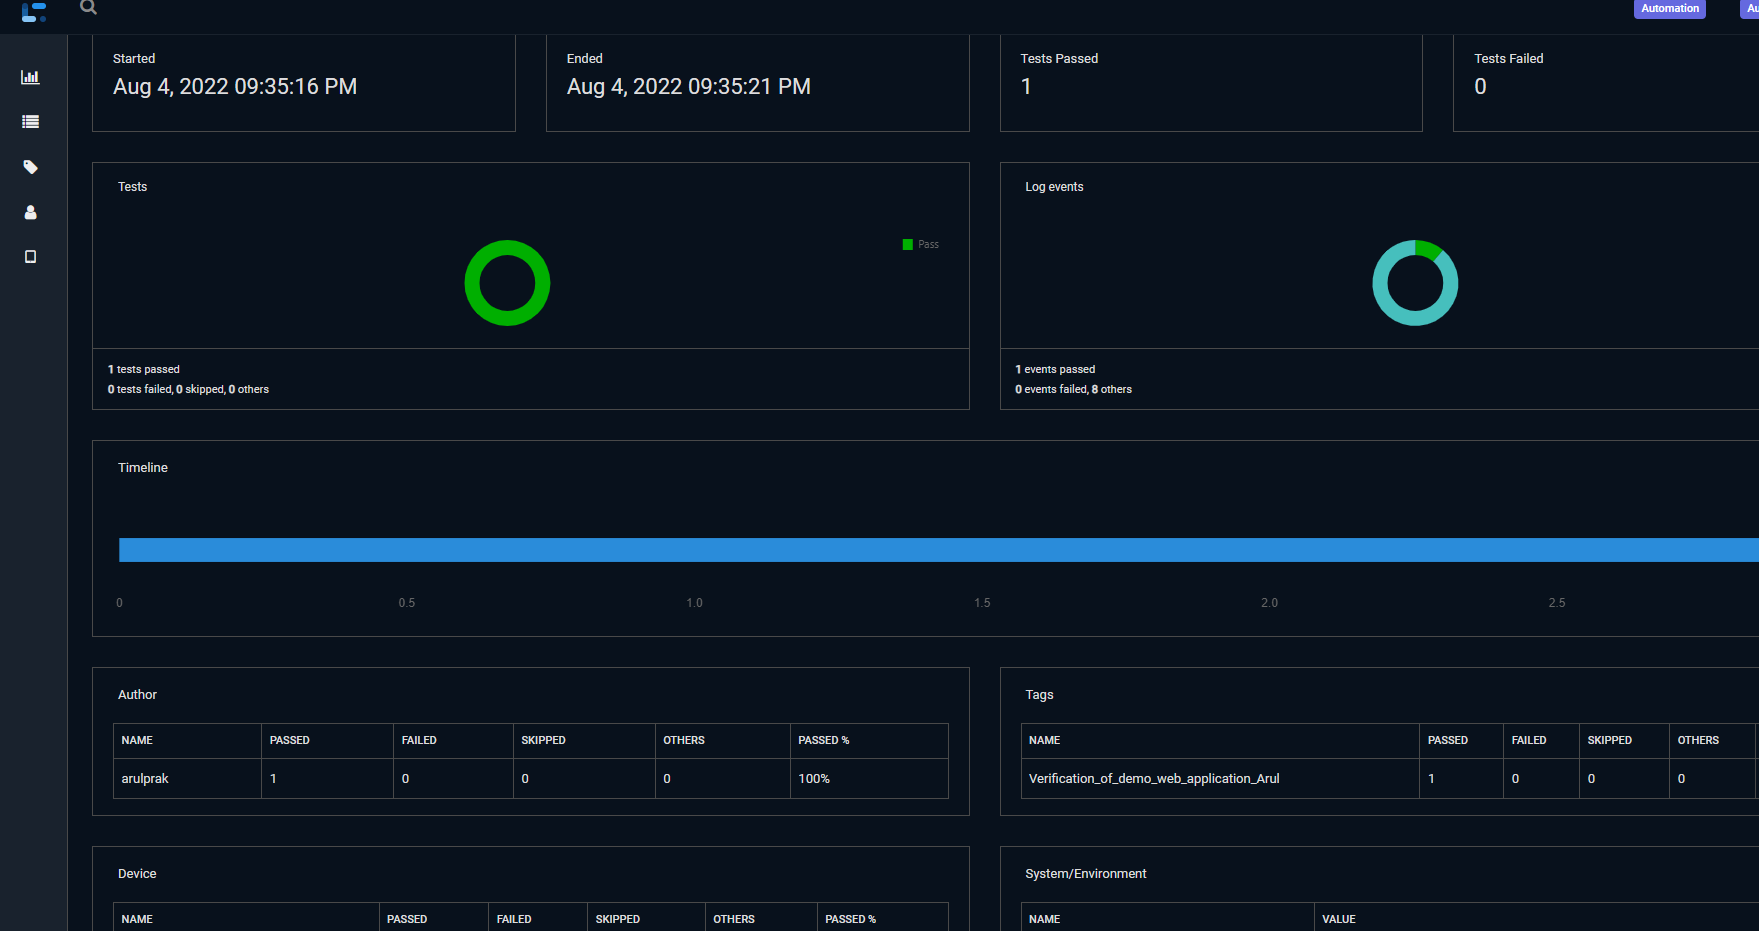 Automation
Au
Started
Aug 4, 2022 09:35:16 PM
Ended
Aug 4, 2022 09:35:21 PM
Tests Passed
1
Tests Failed
0
Tests
Pass
1 tests passed
0 tests failed, 0 skipped, 0 others
Log events
1 events passed
0 events failed, 8 others
Timeline
0 0.5 1.0 1.5 2.0 2.5
Author
NAME PASSED FAILED SKIPPED OTHERS PASSED %
arulprak 1 0 0 0 100%
Tags
NAME PASSED FAILED SKIPPED OTHERS
Verification_of_demo_web_application_Arul 1 0 0 0
Device
NAME PASSED FAILED SKIPPED OTHERS PASSED %
System/Environment
NAME VALUE